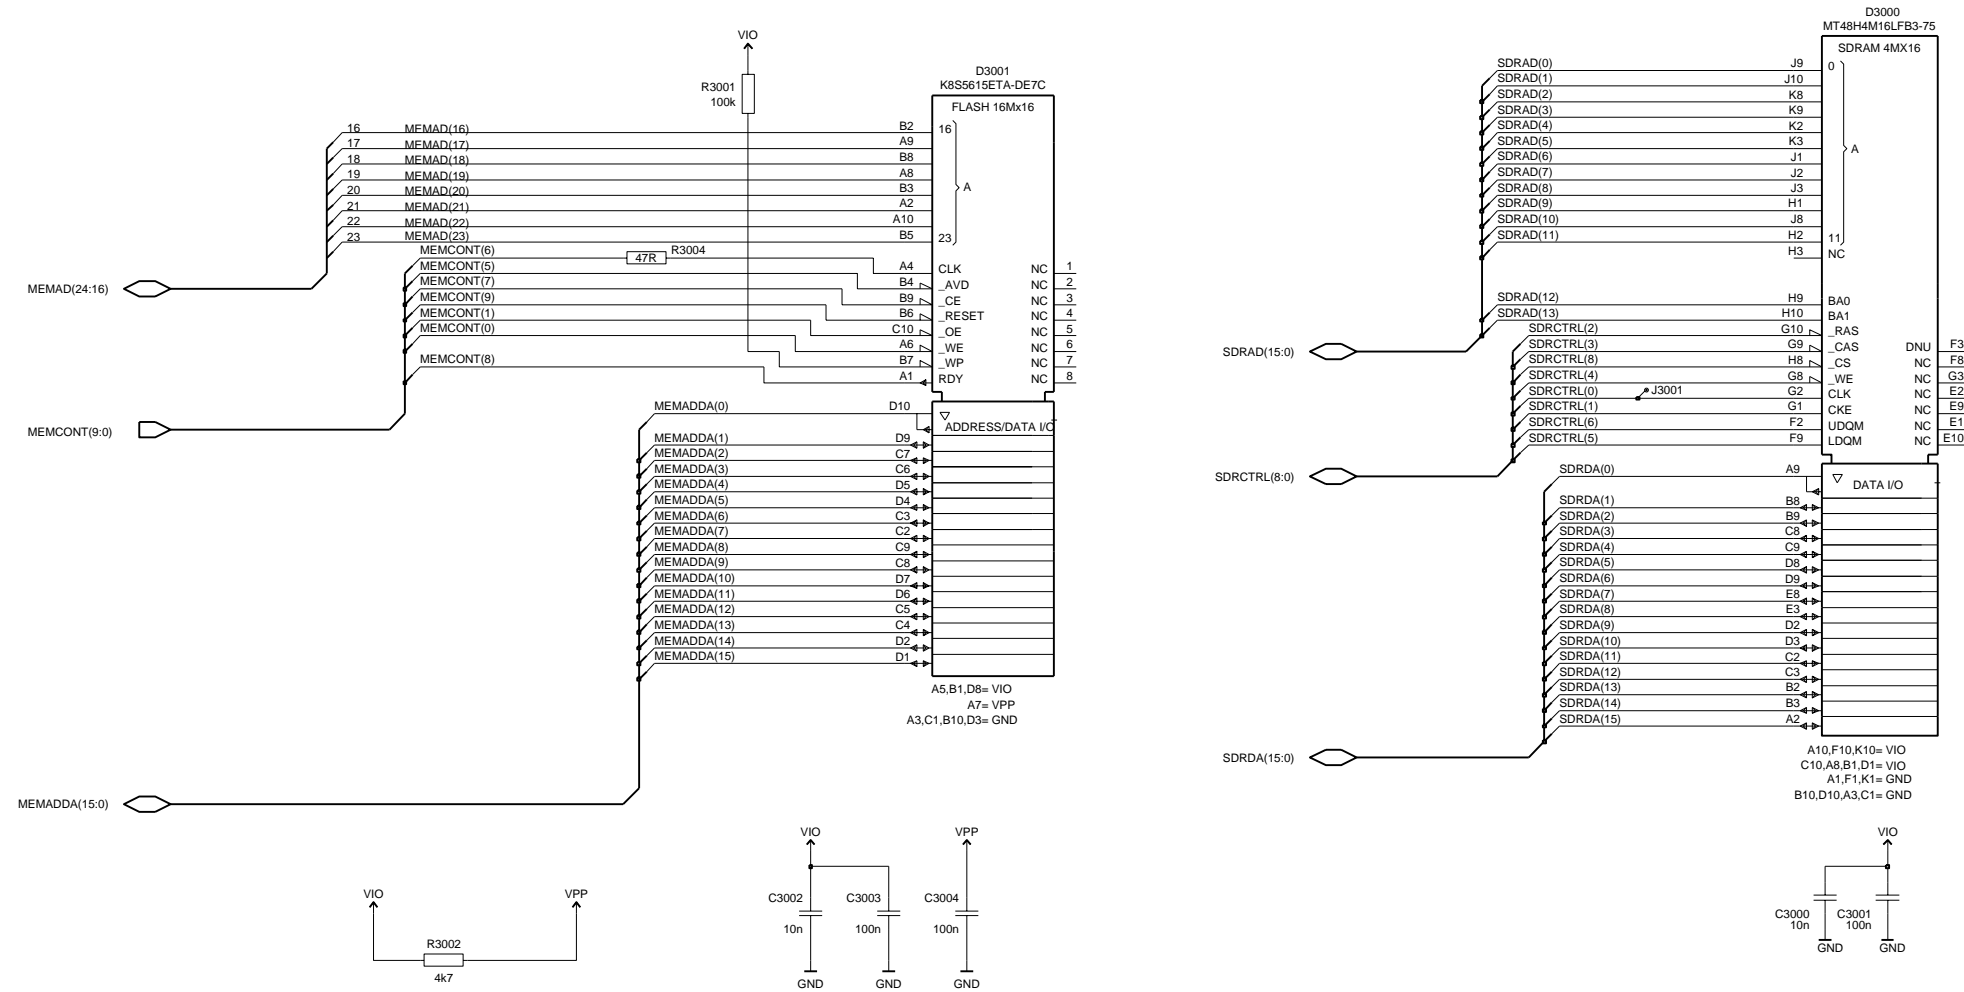 D3000
MT48H4M16LFB3-75
SDRAM 4MX16
VIO
R3001
100k
D3001
K8S5615ETA-DE7C
FLASH 16Mx16
16 MEMAD(16) B2 16
17 MEMAD(17) A9
18 MEMAD(18) B8
19 MEMAD(19) A8
20 MEMAD(20) B3
21 MEMAD(21) A2
22 MEMAD(22) A10
23 MEMAD(23) B5 23
A
MEMCONT(6) 47R R3004 A4 CLK NC 1
MEMCONT(5) B4 _AVD NC 2
MEMCONT(7) B9 _CE NC 3
MEMCONT(9) B6 _RESET NC 4
MEMCONT(1) C10 _OE NC 5
MEMCONT(0) A6 _WE NC 6
B7 _WP NC 7
MEMCONT(8) A1 RDY NC 8
MEMAD(24:16)
MEMCONT(9:0)
MEMADDA(0) D10
ADDRESS/DATA I/O
MEMADDA(1) D9
MEMADDA(2) C7
MEMADDA(3) C6
MEMADDA(4) D5
MEMADDA(5) D4
MEMADDA(6) C3
MEMADDA(7) C2
MEMADDA(8) C9
MEMADDA(9) C8
MEMADDA(10) D7
MEMADDA(11) D6
MEMADDA(12) C5
MEMADDA(13) C4
MEMADDA(14) D2
MEMADDA(15) D1
A5,B1,D8= VIO
A7= VPP
A3,C1,B10,D3= GND
MEMADDA(15:0)
SDRAD(0) J9 0
SDRAD(1) J10
SDRAD(2) K8
SDRAD(3) K9
SDRAD(4) K2
SDRAD(5) K3
SDRAD(6) J1
SDRAD(7) J2
SDRAD(8) J3
SDRAD(9) H1
SDRAD(10) J8
SDRAD(11) H2 11
A
H3 NC
SDRAD(12) H9 BA0
SDRAD(13) H10 BA1
SDRCTRL(2) G10 _RAS
SDRCTRL(3) G9 _CAS DNU F3
SDRCTRL(8) H8 _CS NC F8
SDRCTRL(4) G8 _WE NC G3
SDRCTRL(0) J3001 G2 CLK NC E2
SDRCTRL(1) G1 CKE NC E9
SDRCTRL(6) F2 UDQM NC E1
SDRCTRL(5) F9 LDQM NC E10
SDRAD(15:0)
SDRCTRL(8:0)
SDRDA(0) A9
DATA I/O
SDRDA(1) B8
SDRDA(2) B9
SDRDA(3) C8
SDRDA(4) C9
SDRDA(5) D8
SDRDA(6) D9
SDRDA(7) E8
SDRDA(8) E3
SDRDA(9) D2
SDRDA(10) D3
SDRDA(11) C2
SDRDA(12) C3
SDRDA(13) B2
SDRDA(14) B3
SDRDA(15) A2
SDRDA(15:0)
A10,F10,K10= VIO
C10,A8,B1,D1= VIO
A1,F1,K1= GND
B10,D10,A3,C1= GND
VIO VPP
R3002
4k7
VIO VPP
C3002 C3003 C3004
10n 100n 100n
GND GND GND
VIO
C3000 C3001
10n 100n
GND GND